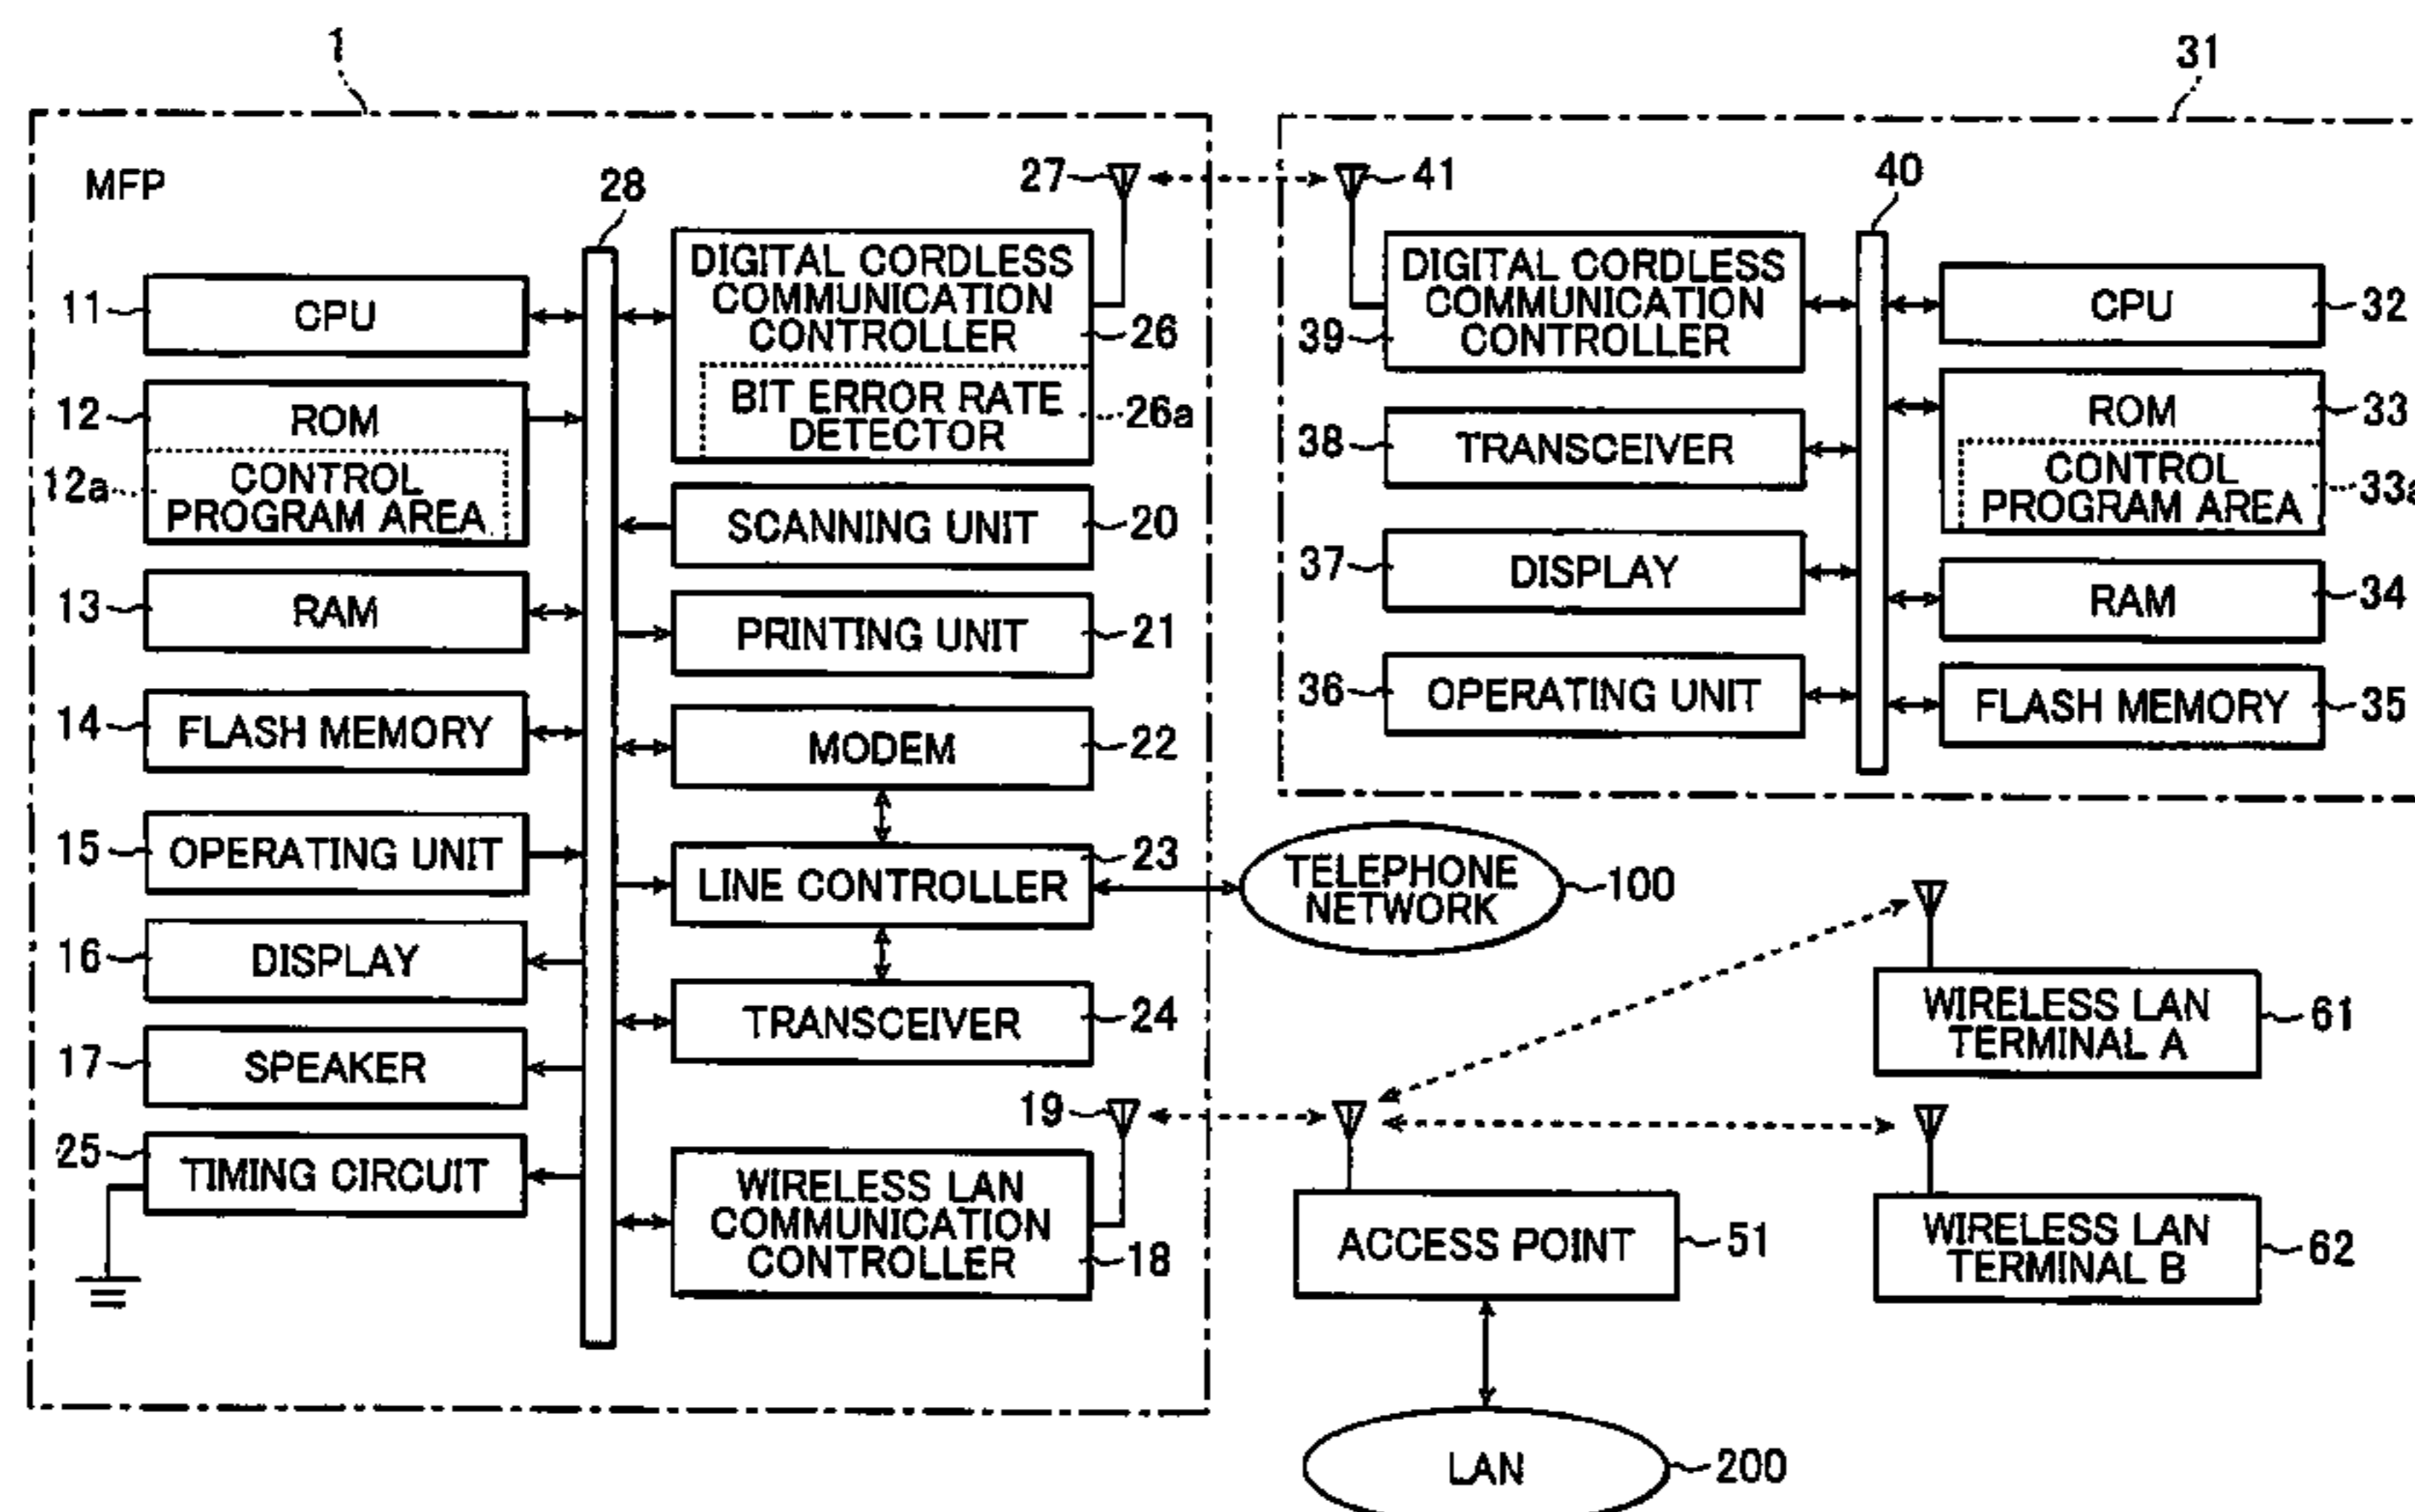 1
31
MFP
28
27
41
40
11
CPU
DIGITAL CORDLESS
COMMUNICATION
CONTROLLER
26
BIT ERROR RATE
DETECTOR
26a
12
ROM
12a
CONTROL
PROGRAM AREA
SCANNING UNIT
20
13
RAM
PRINTING UNIT
21
14
FLASH MEMORY
MODEM
22
15
OPERATING UNIT
LINE CONTROLLER
23
16
DISPLAY
TRANSCEIVER
24
17
SPEAKER
19
25
TIMING CIRCUIT
WIRELESS LAN
COMMUNICATION
CONTROLLER
18
39
DIGITAL CORDLESS
COMMUNICATION
CONTROLLER
CPU
32
38
TRANSCEIVER
ROM
33
CONTROL
PROGRAM AREA
33a
37
DISPLAY
RAM
34
36
OPERATING UNIT
FLASH MEMORY
35
TELEPHONE
NETWORK
100
WIRELESS LAN
TERMINAL A
61
ACCESS POINT
51
WIRELESS LAN
TERMINAL B
62
LAN
200